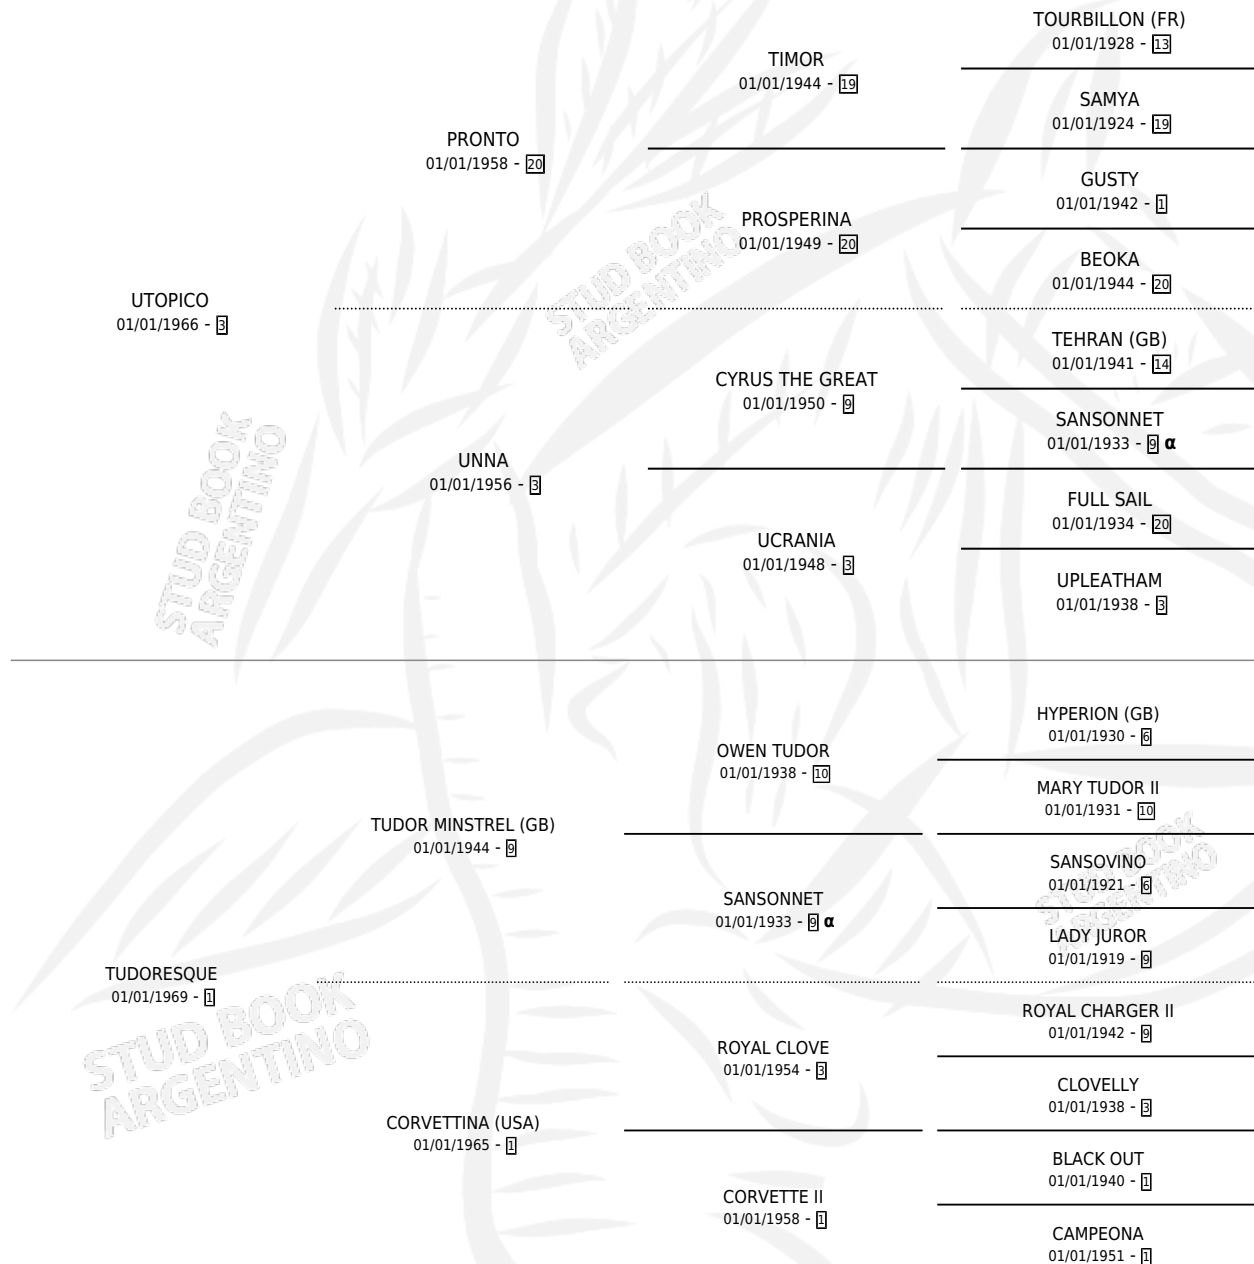 TOURBILLON (FR)
01/01/1928 - 13
TIMOR
01/01/1944 - 19
SAMYA
01/01/1924 - 19
PRONTO
01/01/1958 - 20
GUSTY
01/01/1942 - 1
PROSPERINA
01/01/1949 - 20
BEOKA
01/01/1944 - 20
STUD BOOK
ARGENTINO
UTOPICO
01/01/1966 - 3
TEHRAN (GB)
01/01/1941 - 14
CYRUS THE GREAT
01/01/1950 - 9
SANSONNET
01/01/1933 - 9 α
UNNA
01/01/1956 - 3
FULL SAIL
01/01/1934 - 20
UCRANIA
01/01/1948 - 3
UPLEATHAM
01/01/1938 - 3
STUD BOOK
ARGENTINO
HYPERION (GB)
01/01/1930 - 6
OWEN TUDOR
01/01/1938 - 10
MARY TUDOR II
01/01/1931 - 10
TUDOR MINSTREL (GB)
01/01/1944 - 9
SANSOVINO
01/01/1921 - 6
STUD BOOK
ARGENTINO
SANSONNET
01/01/1933 - 9 α
LADY JUROR
01/01/1919 - 9
TUDORESQUE
01/01/1969 - 1
STUD BOOK
ARGENTINO
ROYAL CHARGER II
01/01/1942 - 9
ROYAL CLOVE
01/01/1954 - 3
CLOVELLY
01/01/1938 - 3
CORVETTINA (USA)
01/01/1965 - 1
BLACK OUT
01/01/1940 - 1
CORVETTE II
01/01/1958 - 1
CAMPEONA
01/01/1951 - 1